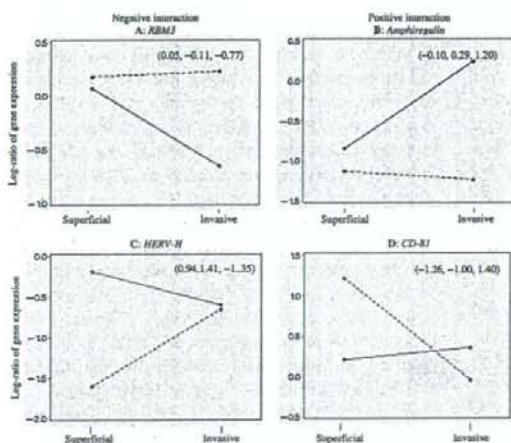 Negative interaction
Positive interaction
A: RBM3
B: Amphiregulin
Log-ratio of gene expression
0.5
0.0
−0.5
−1.0
(0.05, −0.11, −0.77)
Superficial
Invasive
0.5
0.0
−0.5
−1.0
−1.5
(−0.10, 0.29, 1.20)
Superficial
Invasive
C: HERV-H
D: CD-81
Log-ratio of gene expression
0.0
−0.5
−1.0
−1.5
−2.0
(0.94, 1.41, −1..35)
Superficial
Invasive
1.5
1.0
0.5
0.0
−0.5
(−1.26, −1.00, 1.40)
Superficial
Invasive